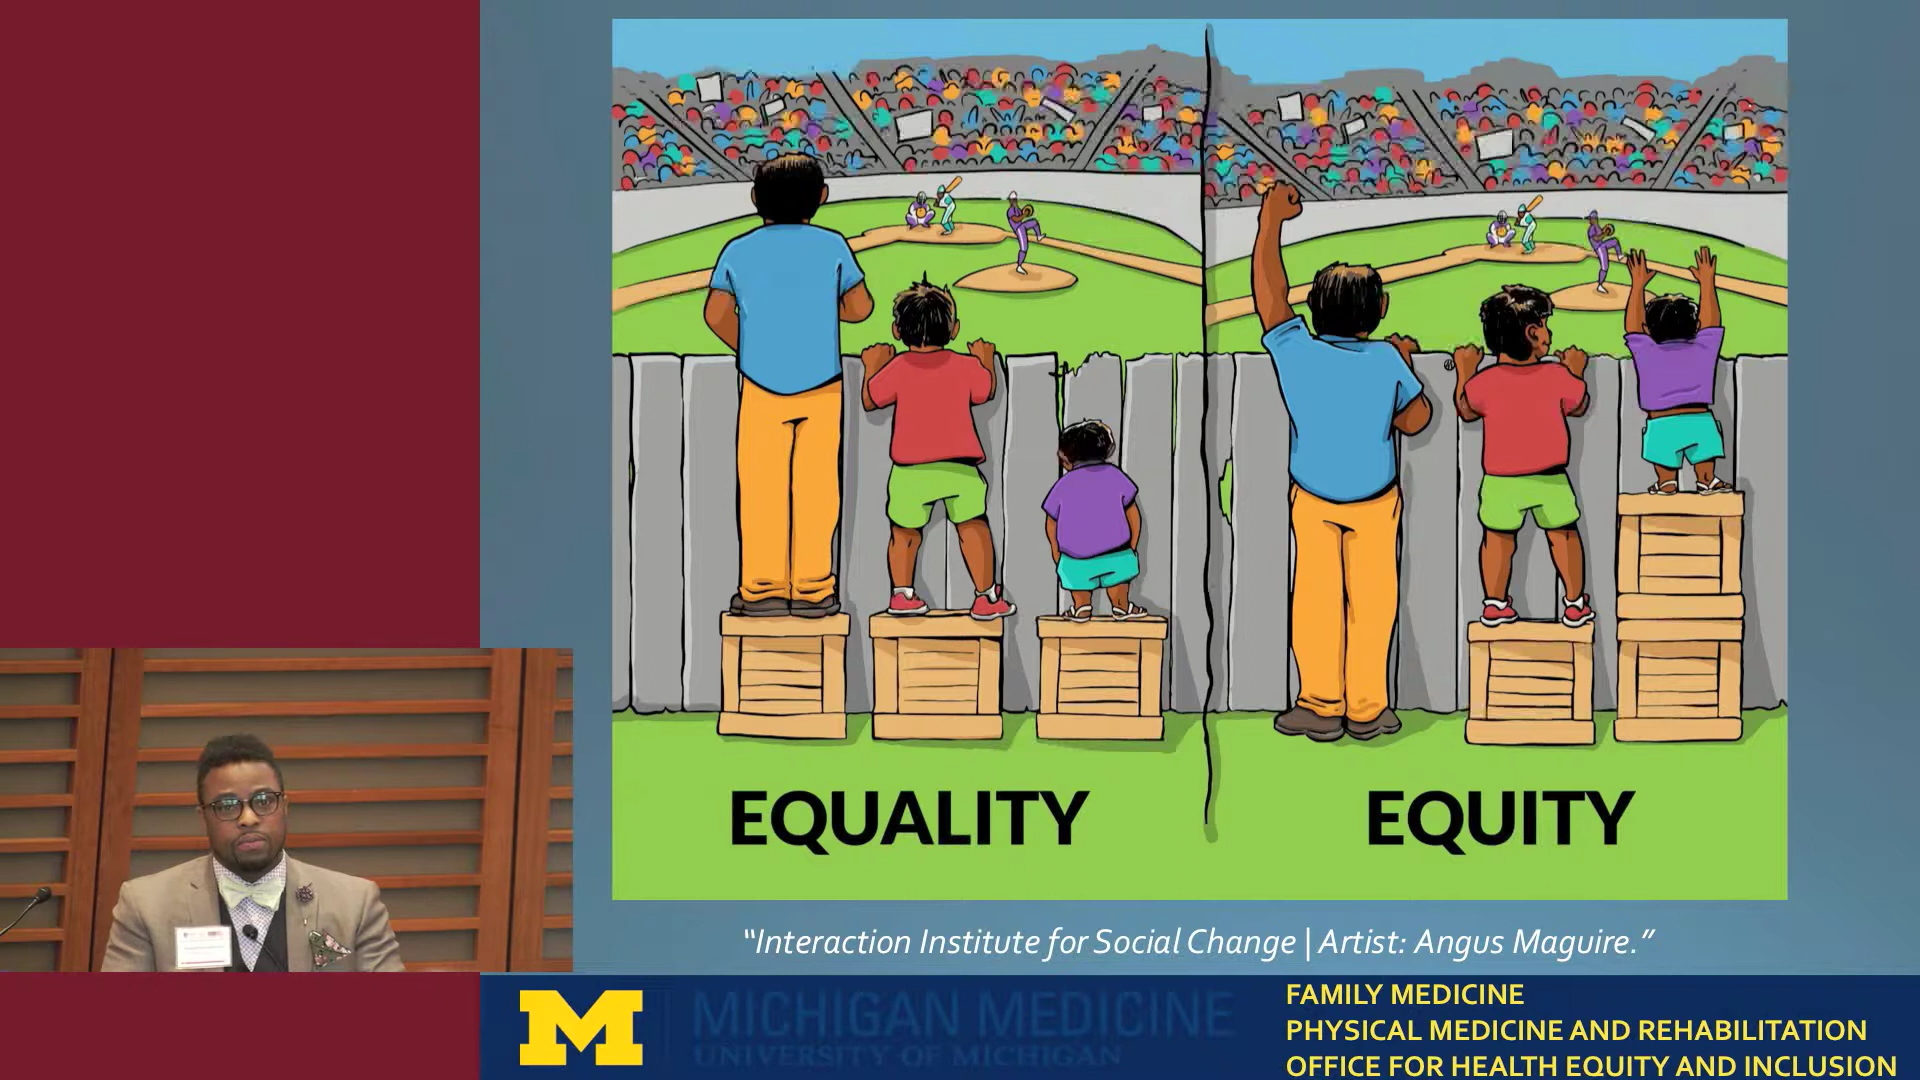 EQUALITY
EQUITY
“Interaction Institute for Social Change | Artist: Angus Maguire.”
M
MICHIGAN MEDICINE
UNIVERSITY OF MICHIGAN
FAMILY MEDICINE
PHYSICAL MEDICINE AND REHABILITATION
OFFICE FOR HEALTH EQUITY AND INCLUSION